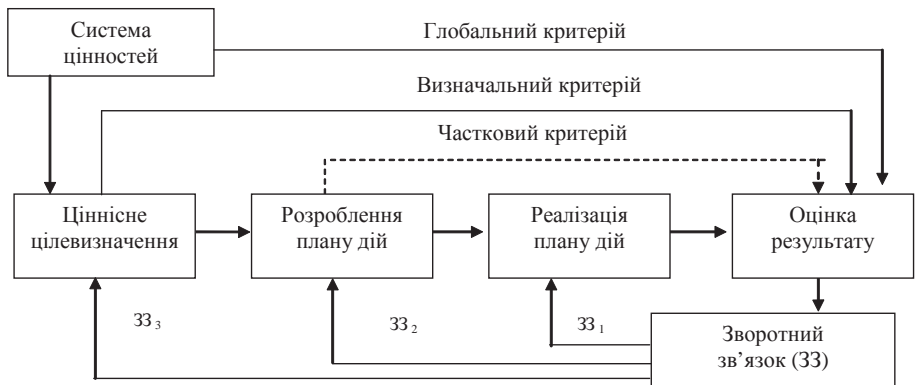 Система
цінностей
Глобальний критерій
Визначальний критерій
Частковий критерій
Ціннісне
цілевизначення
Розроблення
плану дій
Реалізація
плану дій
Оцінка
результату
ЗЗ 3
ЗЗ 2
ЗЗ 1
Зворотний
зв'язок (ЗЗ)